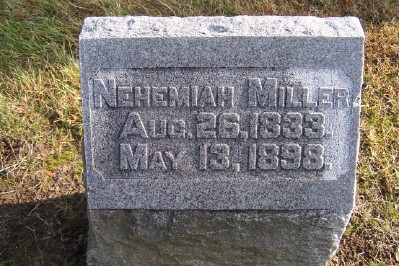 Nehemiah Miller
Aug. 26, 1833.
May 13, 1898.